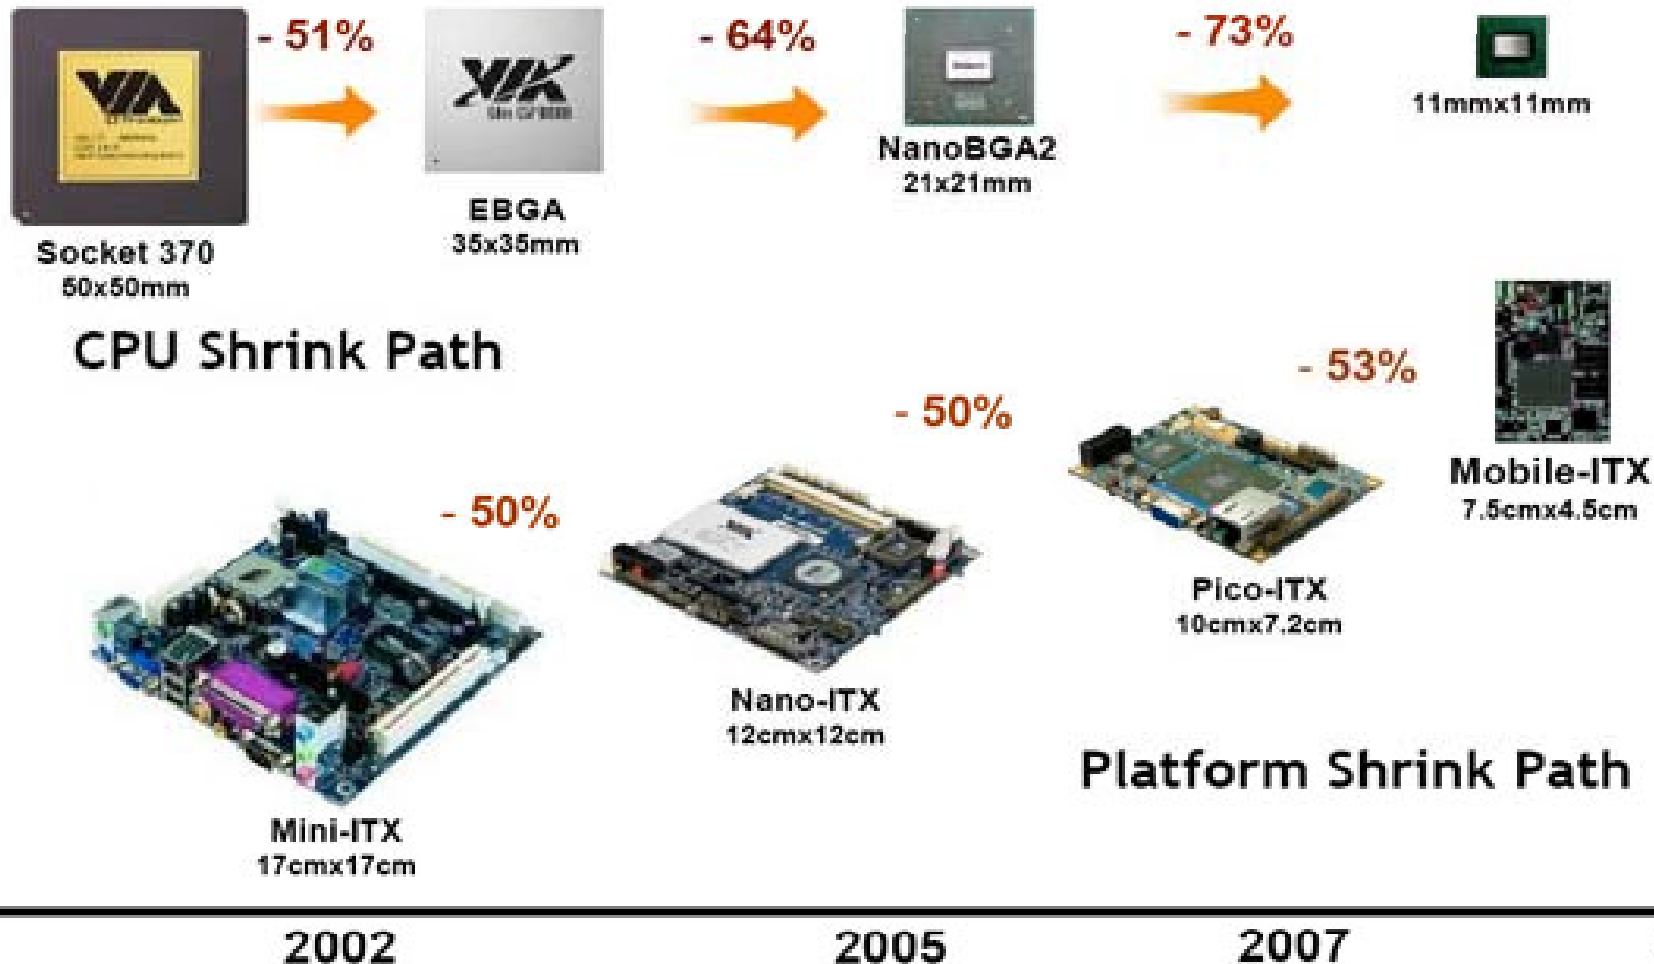 - 51%
- 64%
- 73%
VIA
VIA
Socket 370
50x50mm
EBGA
35x35mm
NanoBGA2
21x21mm
11mmx11mm
CPU Shrink Path
- 50%
- 50%
- 53%
Mini-ITX
17cmx17cm
Nano-ITX
12cmx12cm
Pico-ITX
10cmx7.2cm
Mobile-ITX
7.5cmx4.5cm
Platform Shrink Path
2002
2005
2007